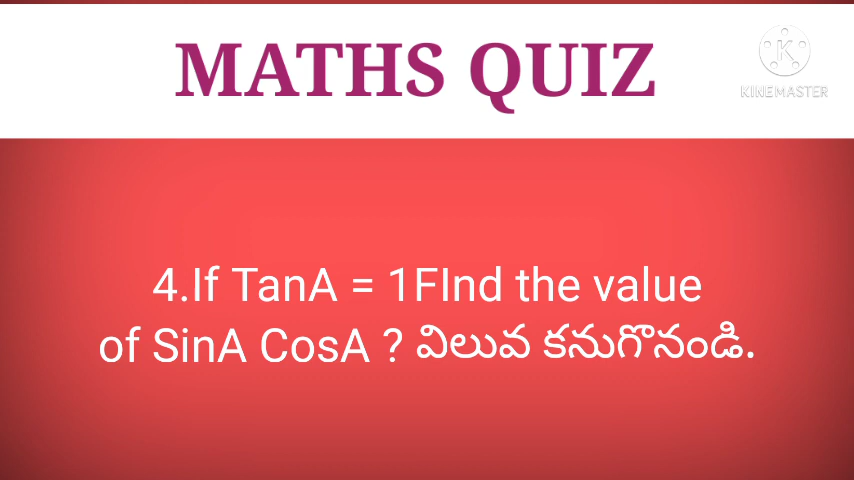 MATHS QUIZ
K
KINEMASTER
4.If TanA = 1FInd the value
of SinA CosA ? విలువ కనుగొనండి.